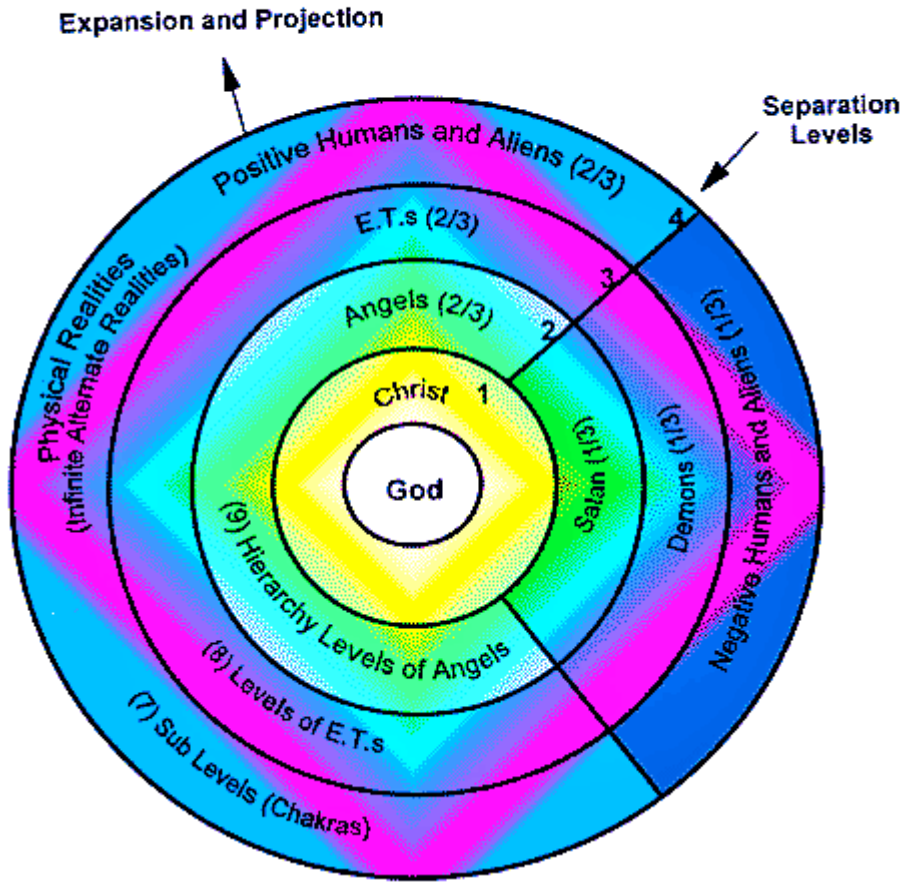 Expansion and Projection
Separation
Levels
Positive Humans and Aliens (2/3)
4
E.T.s (2/3)
3
Angels (2/3)
2
Christ
1
God
Physical Realities
(Infinite Alternate Realities)
Satan (1/3)
Demons (1/3)
Negative Humans and Aliens (1/3)
(9) Hierarchy Levels of Angels
(8) Levels of E.T.s
(7) Sub Levels (Chakras)